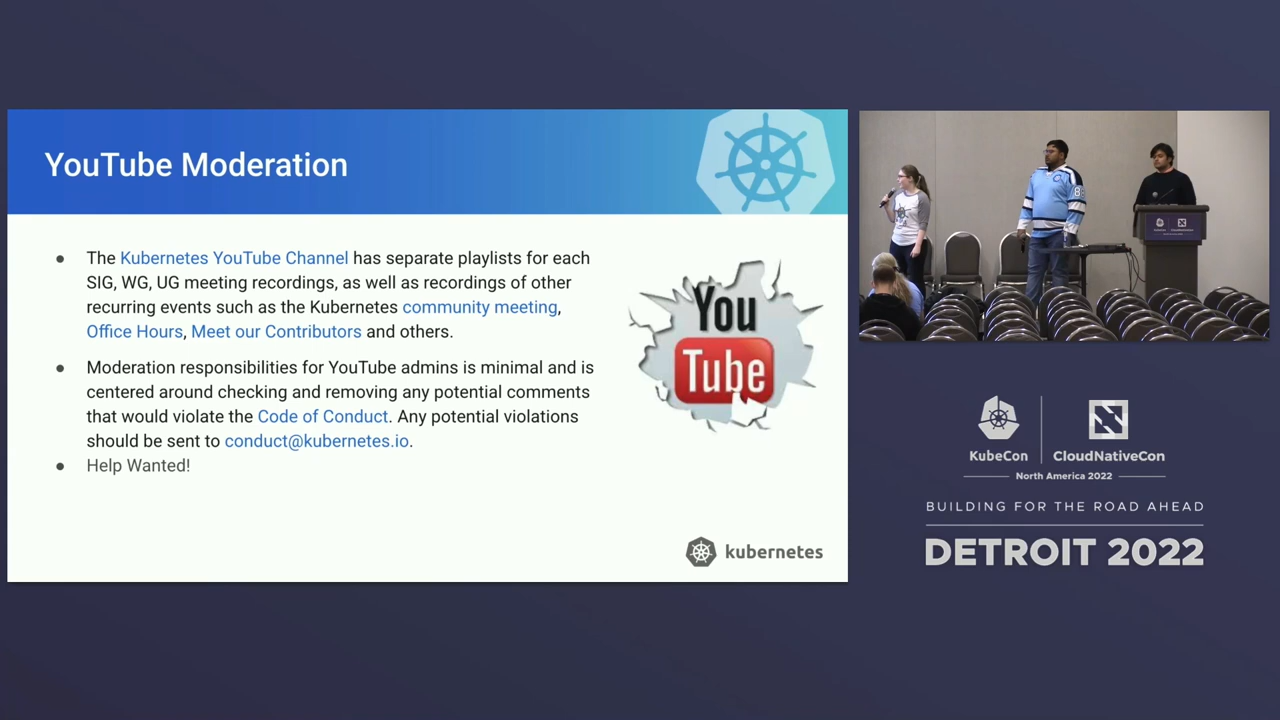 YouTube Moderation
● The Kubernetes YouTube Channel has separate playlists for each
SIG, WG, UG meeting recordings, as well as recordings of other
recurring events such as the Kubernetes community meeting,
Office Hours, Meet our Contributors and others.
● Moderation responsibilities for YouTube admins is minimal and is
centered around checking and removing any potential comments
that would violate the Code of Conduct. Any potential violations
should be sent to conduct@kubernetes.io.
● Help Wanted!
You
Tube
kubernetes
KubeCon
CloudNativeCon
North America 2022
BUILDING FOR THE ROAD AHEAD
DETROIT 2022